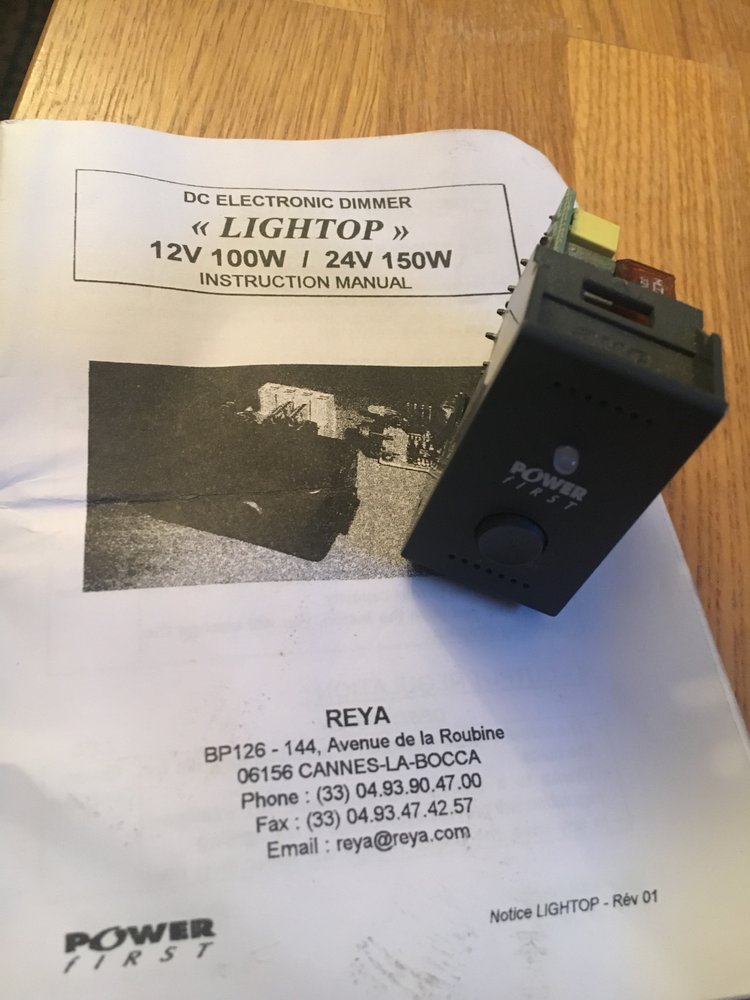 DC ELECTRONIC DIMMER
« LIGHTOP »
12V 100W / 24V 150W
INSTRUCTION MANUAL
POWER
fIRST
REYA
BP126 - 144, Avenue de la Roubine
06156 CANNES-LA-BOCCA
Phone : (33) 04.93.90.47.00
Fax : (33) 04.93.47.42.57
Email : reya@reya.com
Notice LIGHTOP - Rév 01
POWER
fIRST